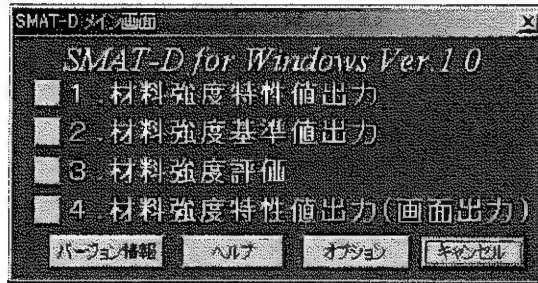 SMAT-D メイン画面
SMAT-D for Windows Ver.1.0
1.材料強度特性値出力
2.材料強度基準値出力
3.材料強度評価
4.材料強度特性値出力(画面出力)
バージョン情報 ヘルプ オプション キャンセル